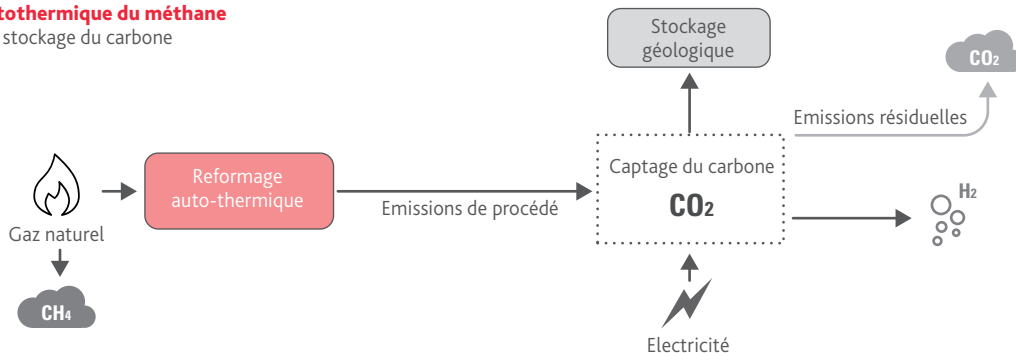 tothermique du méthane
stockage du carbone
Stockage
géologique
CO₂
Emissions résiduelles
Captage du carbone
CO₂
Reformage
auto-thermique
Emissions de procédé
H₂
Gaz naturel
CH₄
Electricité